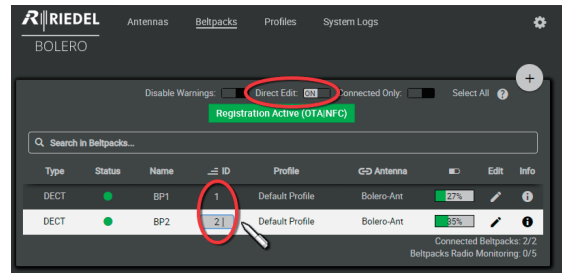 RIEDEL Antennas Beltpacks Profiles System Logs
BOLERO
Disable Warnings: Direct Edit: ON Connected Only: Select All ?
+
Registration Active (OTA|NFC)
Search in Beltpacks...
Type Status Name ID Profile Antenna Edit Info
DECT BP1 1 Default Profile Bolero-Ant 27% i
DECT BP2 2 Default Profile Bolero-Ant 35% i
Connected Beltpacks: 2/2
Beltpacks Radio Monitoring: 0/5